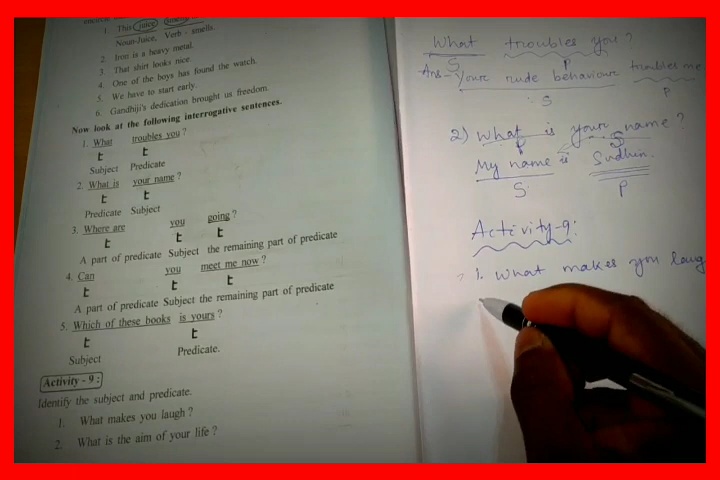 1. This juice
Noun-Juice, Verb - smells.
2. Iron is a heavy metal.
3. That shirt looks nice.
4. One of the boys has found the watch.
5. We have to start early.
6. Gandhiji's dedication brought us freedom.
Now look at the following interrogative sentences.
1. What troubles you ?
Subject Predicate
2. What is your name ?
Predicate Subject
3. Where are you going ?
A part of predicate Subject the remaining part of predicate
4. Can you meet me now ?
A part of predicate Subject the remaining part of predicate
5. Which of these books is yours ?
Subject Predicate.
Activity - 9 :
Identify the subject and predicate.
1. What makes you laugh ?
2. What is the aim of your life ?
What troubles you ?
S P
Ans- Your rude behaviour troubles me
S P
2) What is your name ?
P S
My name is Sudhin.
S P
Activity-9:
1. What makes you laug